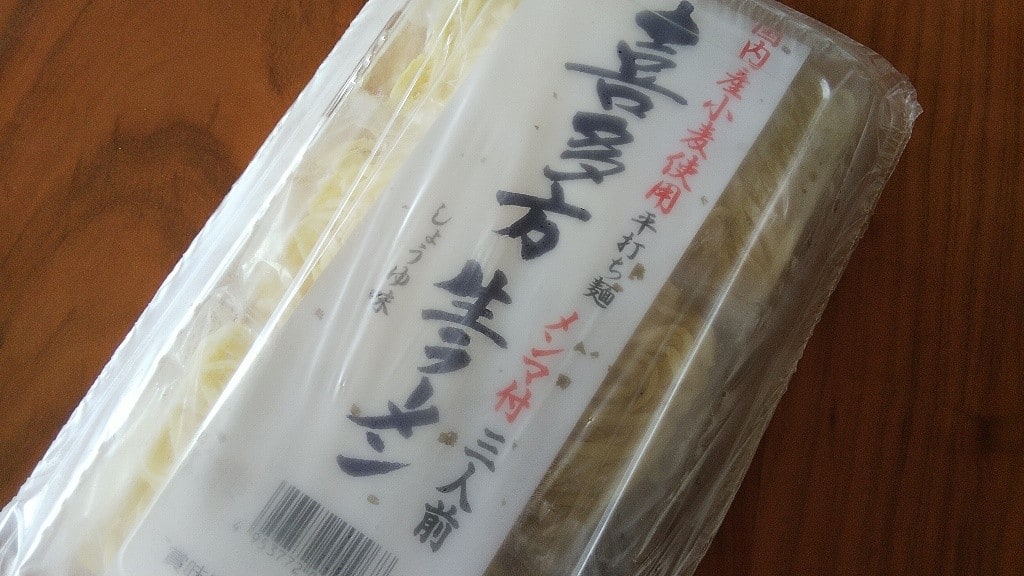 国内産小麦使用
平打ち麺
メンマ付
三人前
喜多方
生ラーメン
しょうゆ味